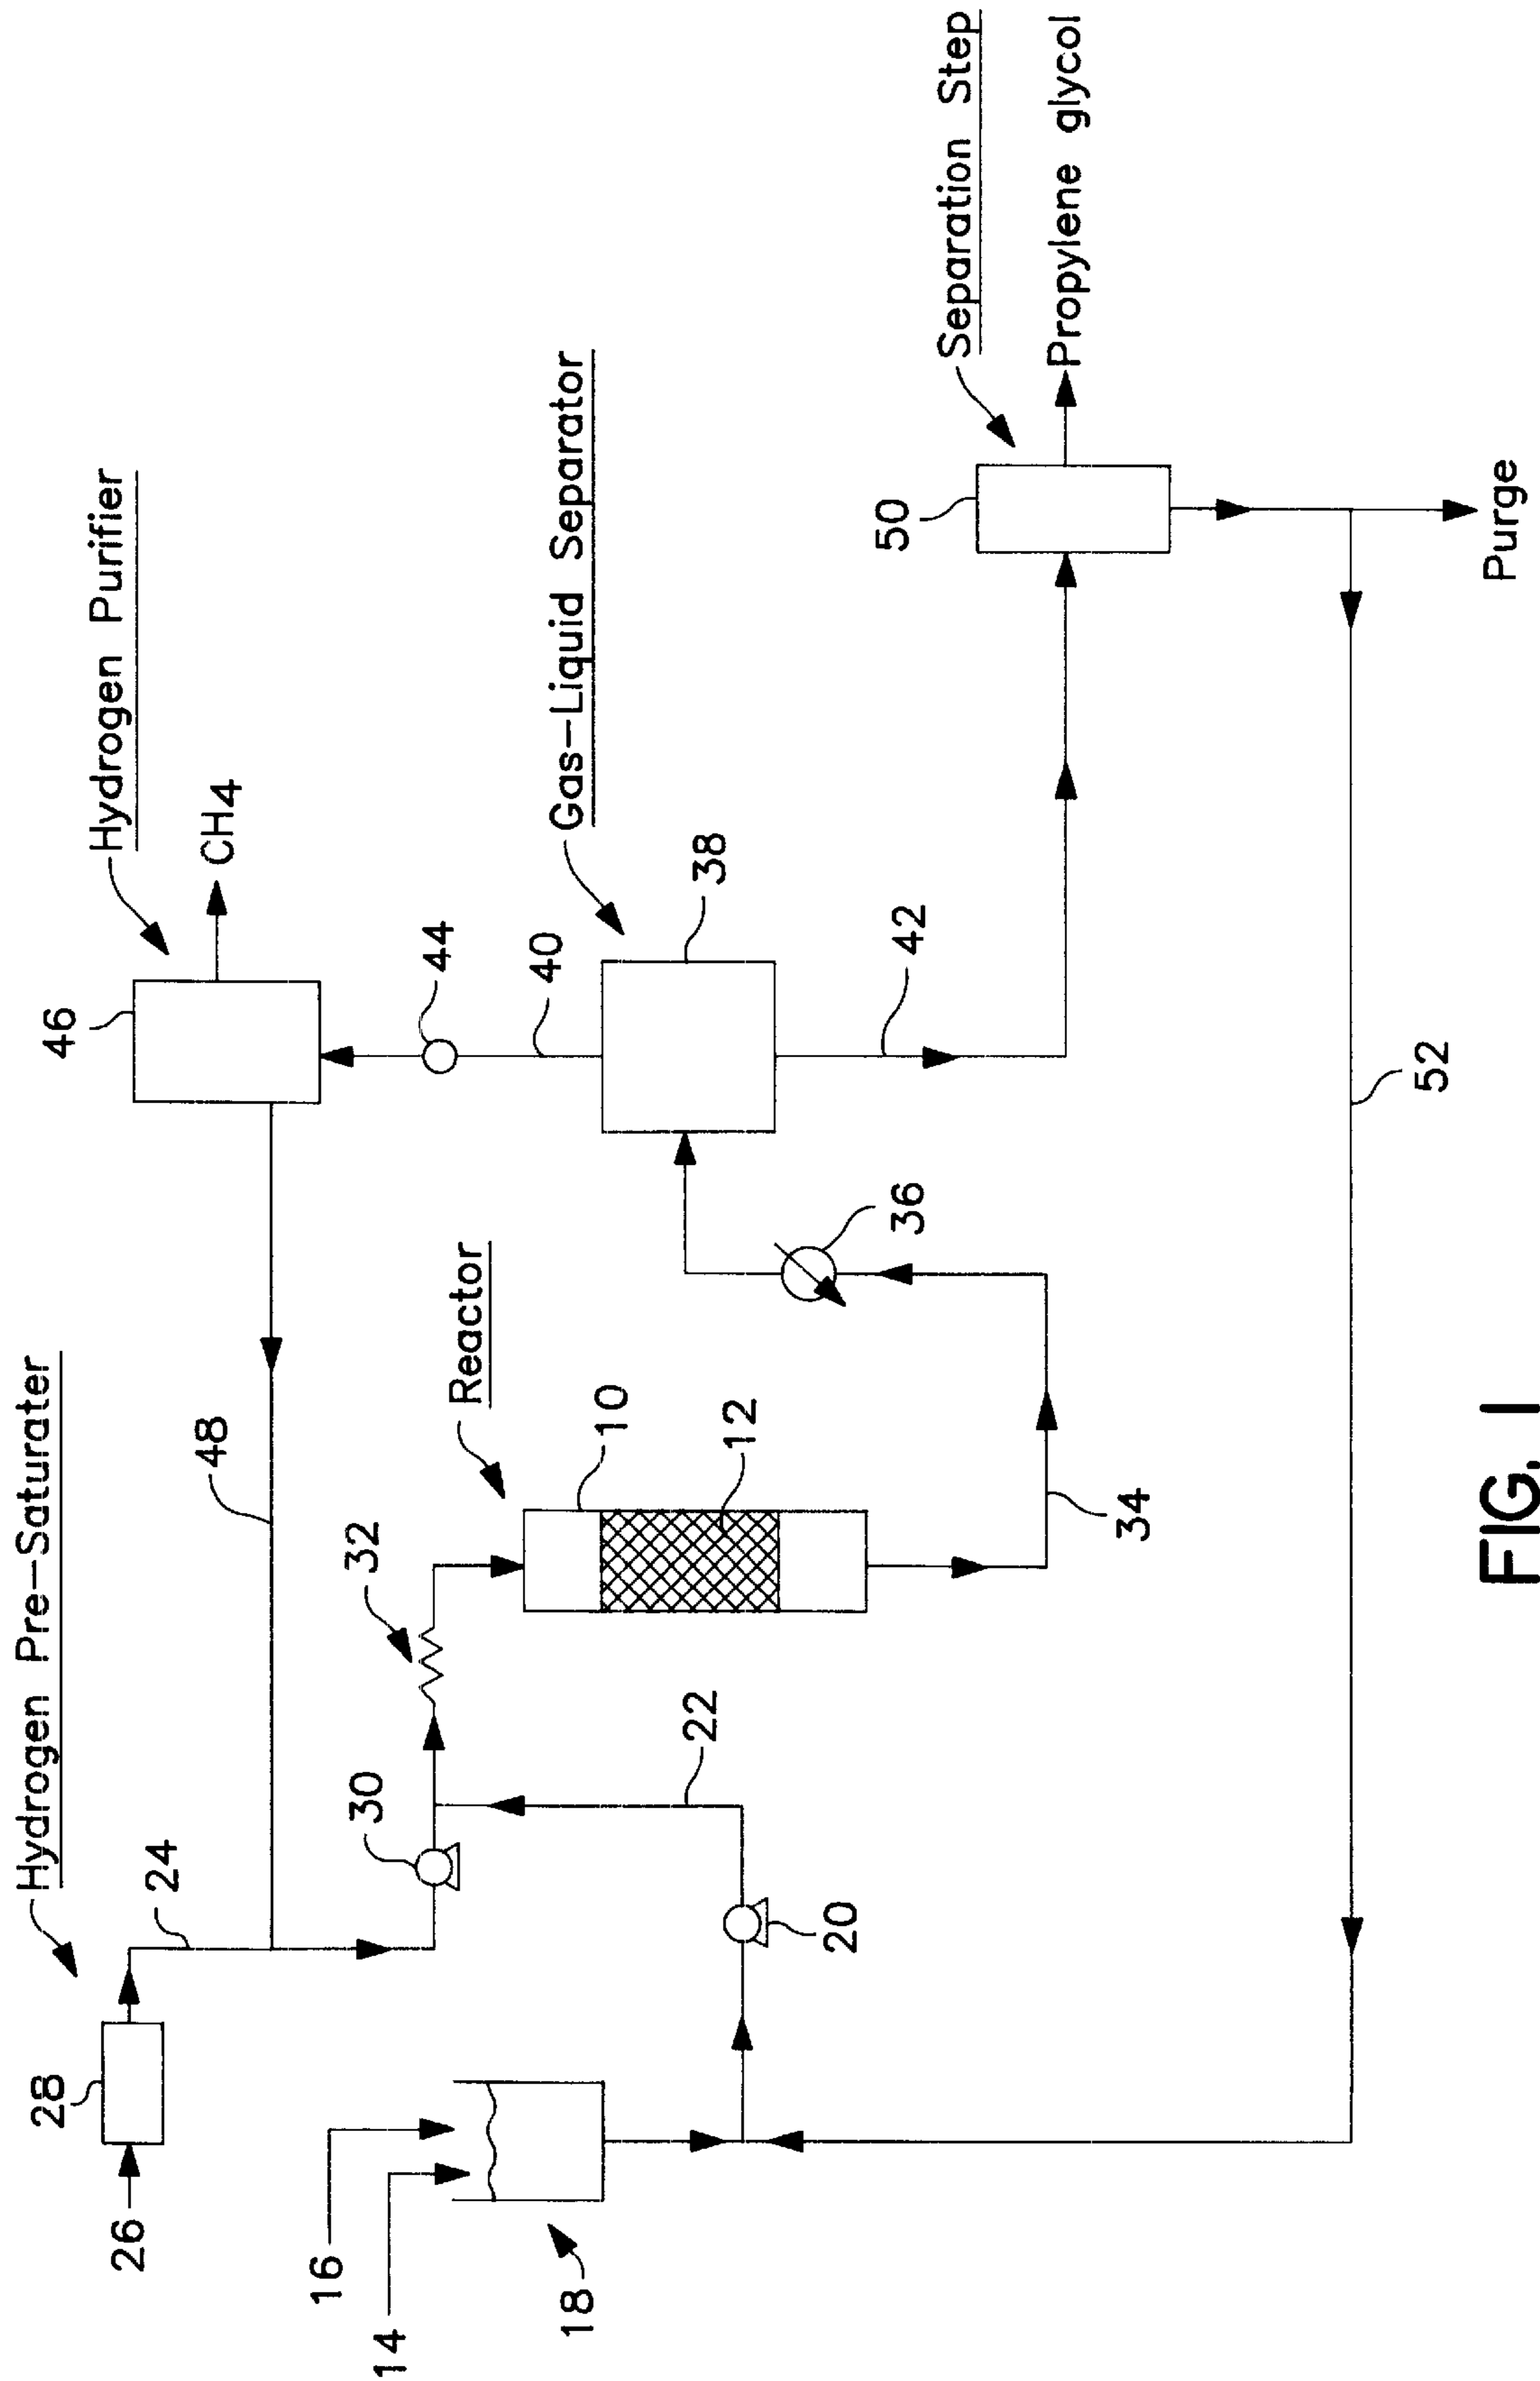 Hydrogen Pre-Saturater
Hydrogen Purifier
46
CH4
28
24
48
26
44
30
32
40
Gas-Liquid Separator
16
14
Reactor
10
38
18
22
12
20
36
42
34
50
Separation Step
Propylene glycol
52
Purge
FIG. 1